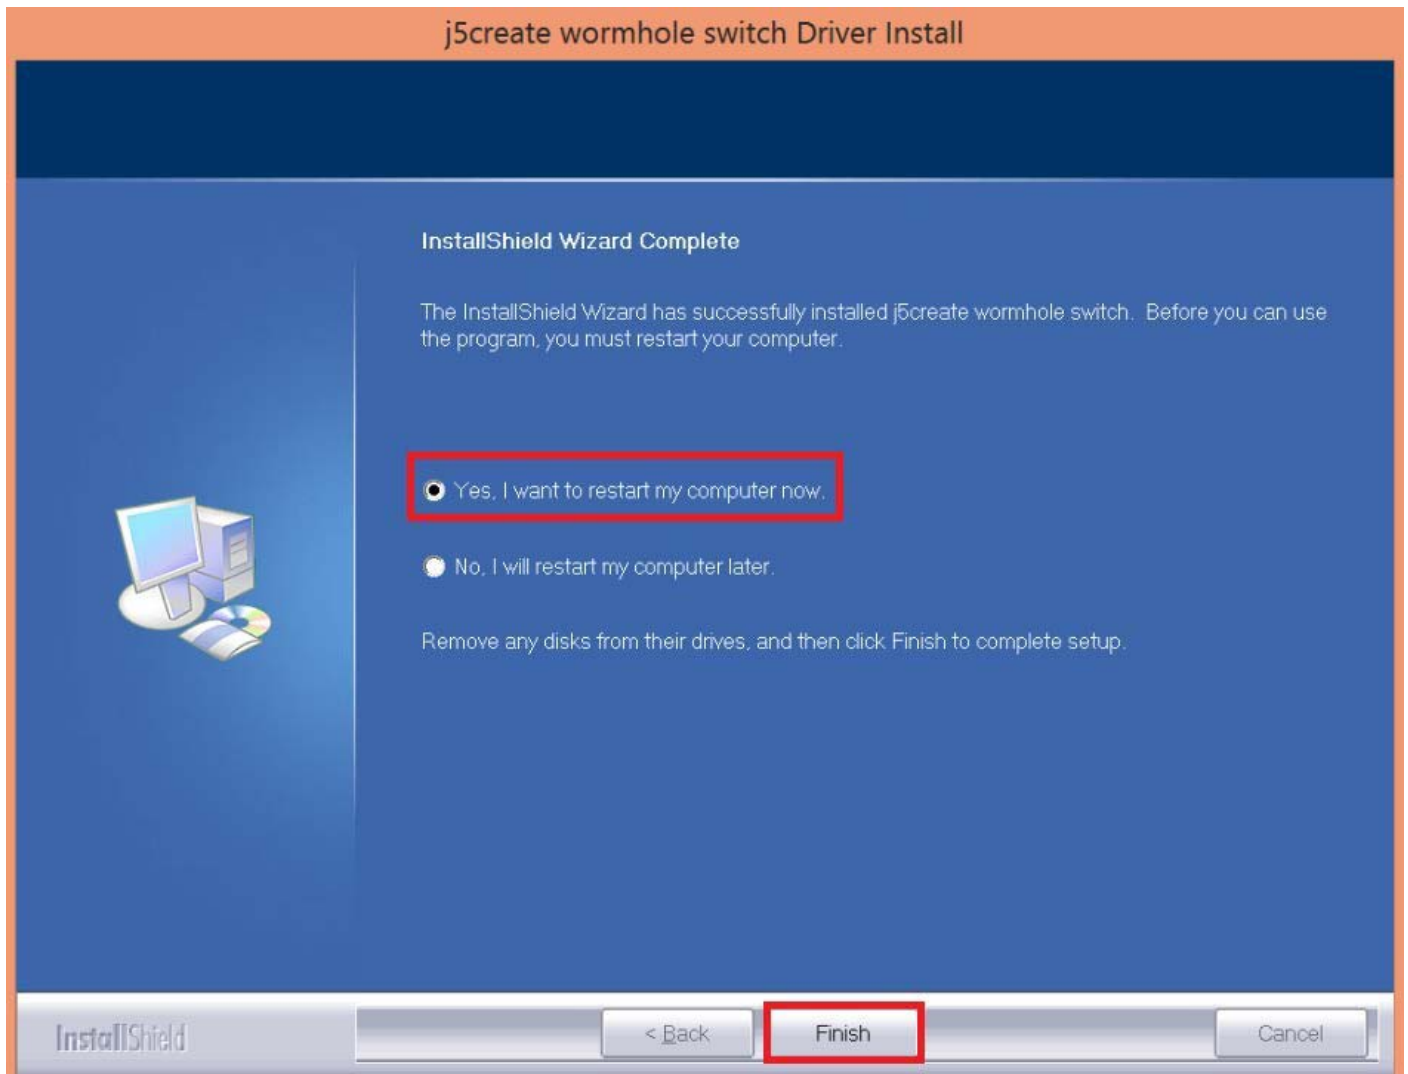 j5create wormhole switch Driver Install
InstallShield Wizard Complete
The InstallShield Wizard has successfully installed j5create wormhole switch.  Before you can use
the program, you must restart your computer.
Yes, I want to restart my computer now.
No, I will restart my computer later.
Remove any disks from their drives, and then click Finish to complete setup.
InstallShield
< Back
Finish
Cancel